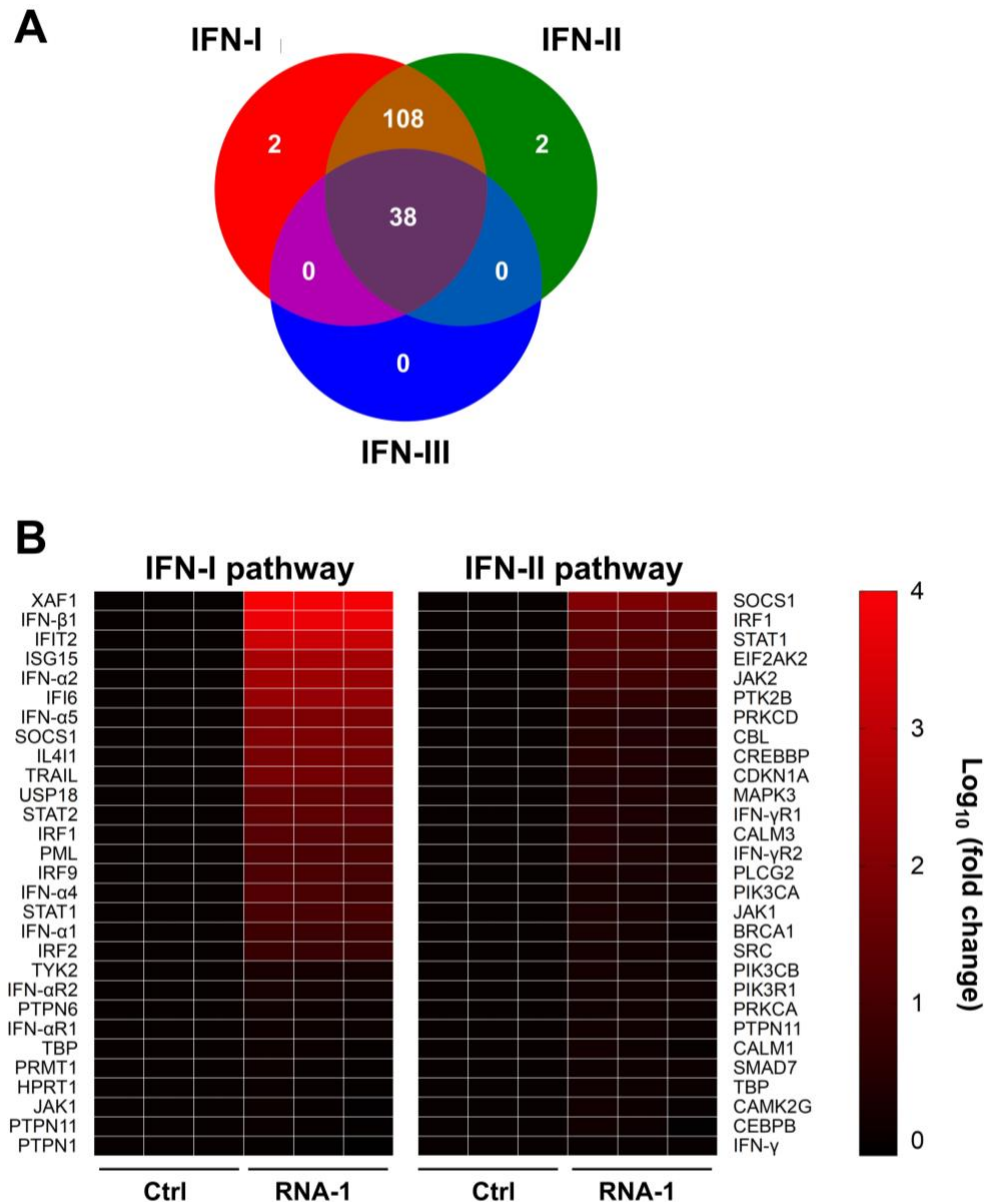 A
IFN-I
IFN-II
2
108
2
38
0
0
0
IFN-III
B
IFN-I pathway
IFN-II pathway
XAF1
IFN-β1
IFIT2
ISG15
IFN-α2
IFI6
IFN-α5
SOCS1
IL4I1
TRAIL
USP18
STAT2
IRF1
PML
IRF9
IFN-α4
STAT1
IFN-α1
IRF2
TYK2
IFN-αR2
PTPN6
IFN-αR1
TBP
PRMT1
HPRT1
JAK1
PTPN11
PTPN1
SOCS1
IRF1
STAT1
EIF2AK2
JAK2
PTK2B
PRKCD
CBL
CREBBP
CDKN1A
MAPK3
IFN-γR1
CALM3
IFN-γR2
PLCG2
PIK3CA
JAK1
BRCA1
SRC
PIK3CB
PIK3R1
PRKCA
PTPN11
CALM1
SMAD7
TBP
CAMK2G
CEBPB
IFN-γ
4
3
2
1
0
Log10 (fold change)
Ctrl
RNA-1
Ctrl
RNA-1